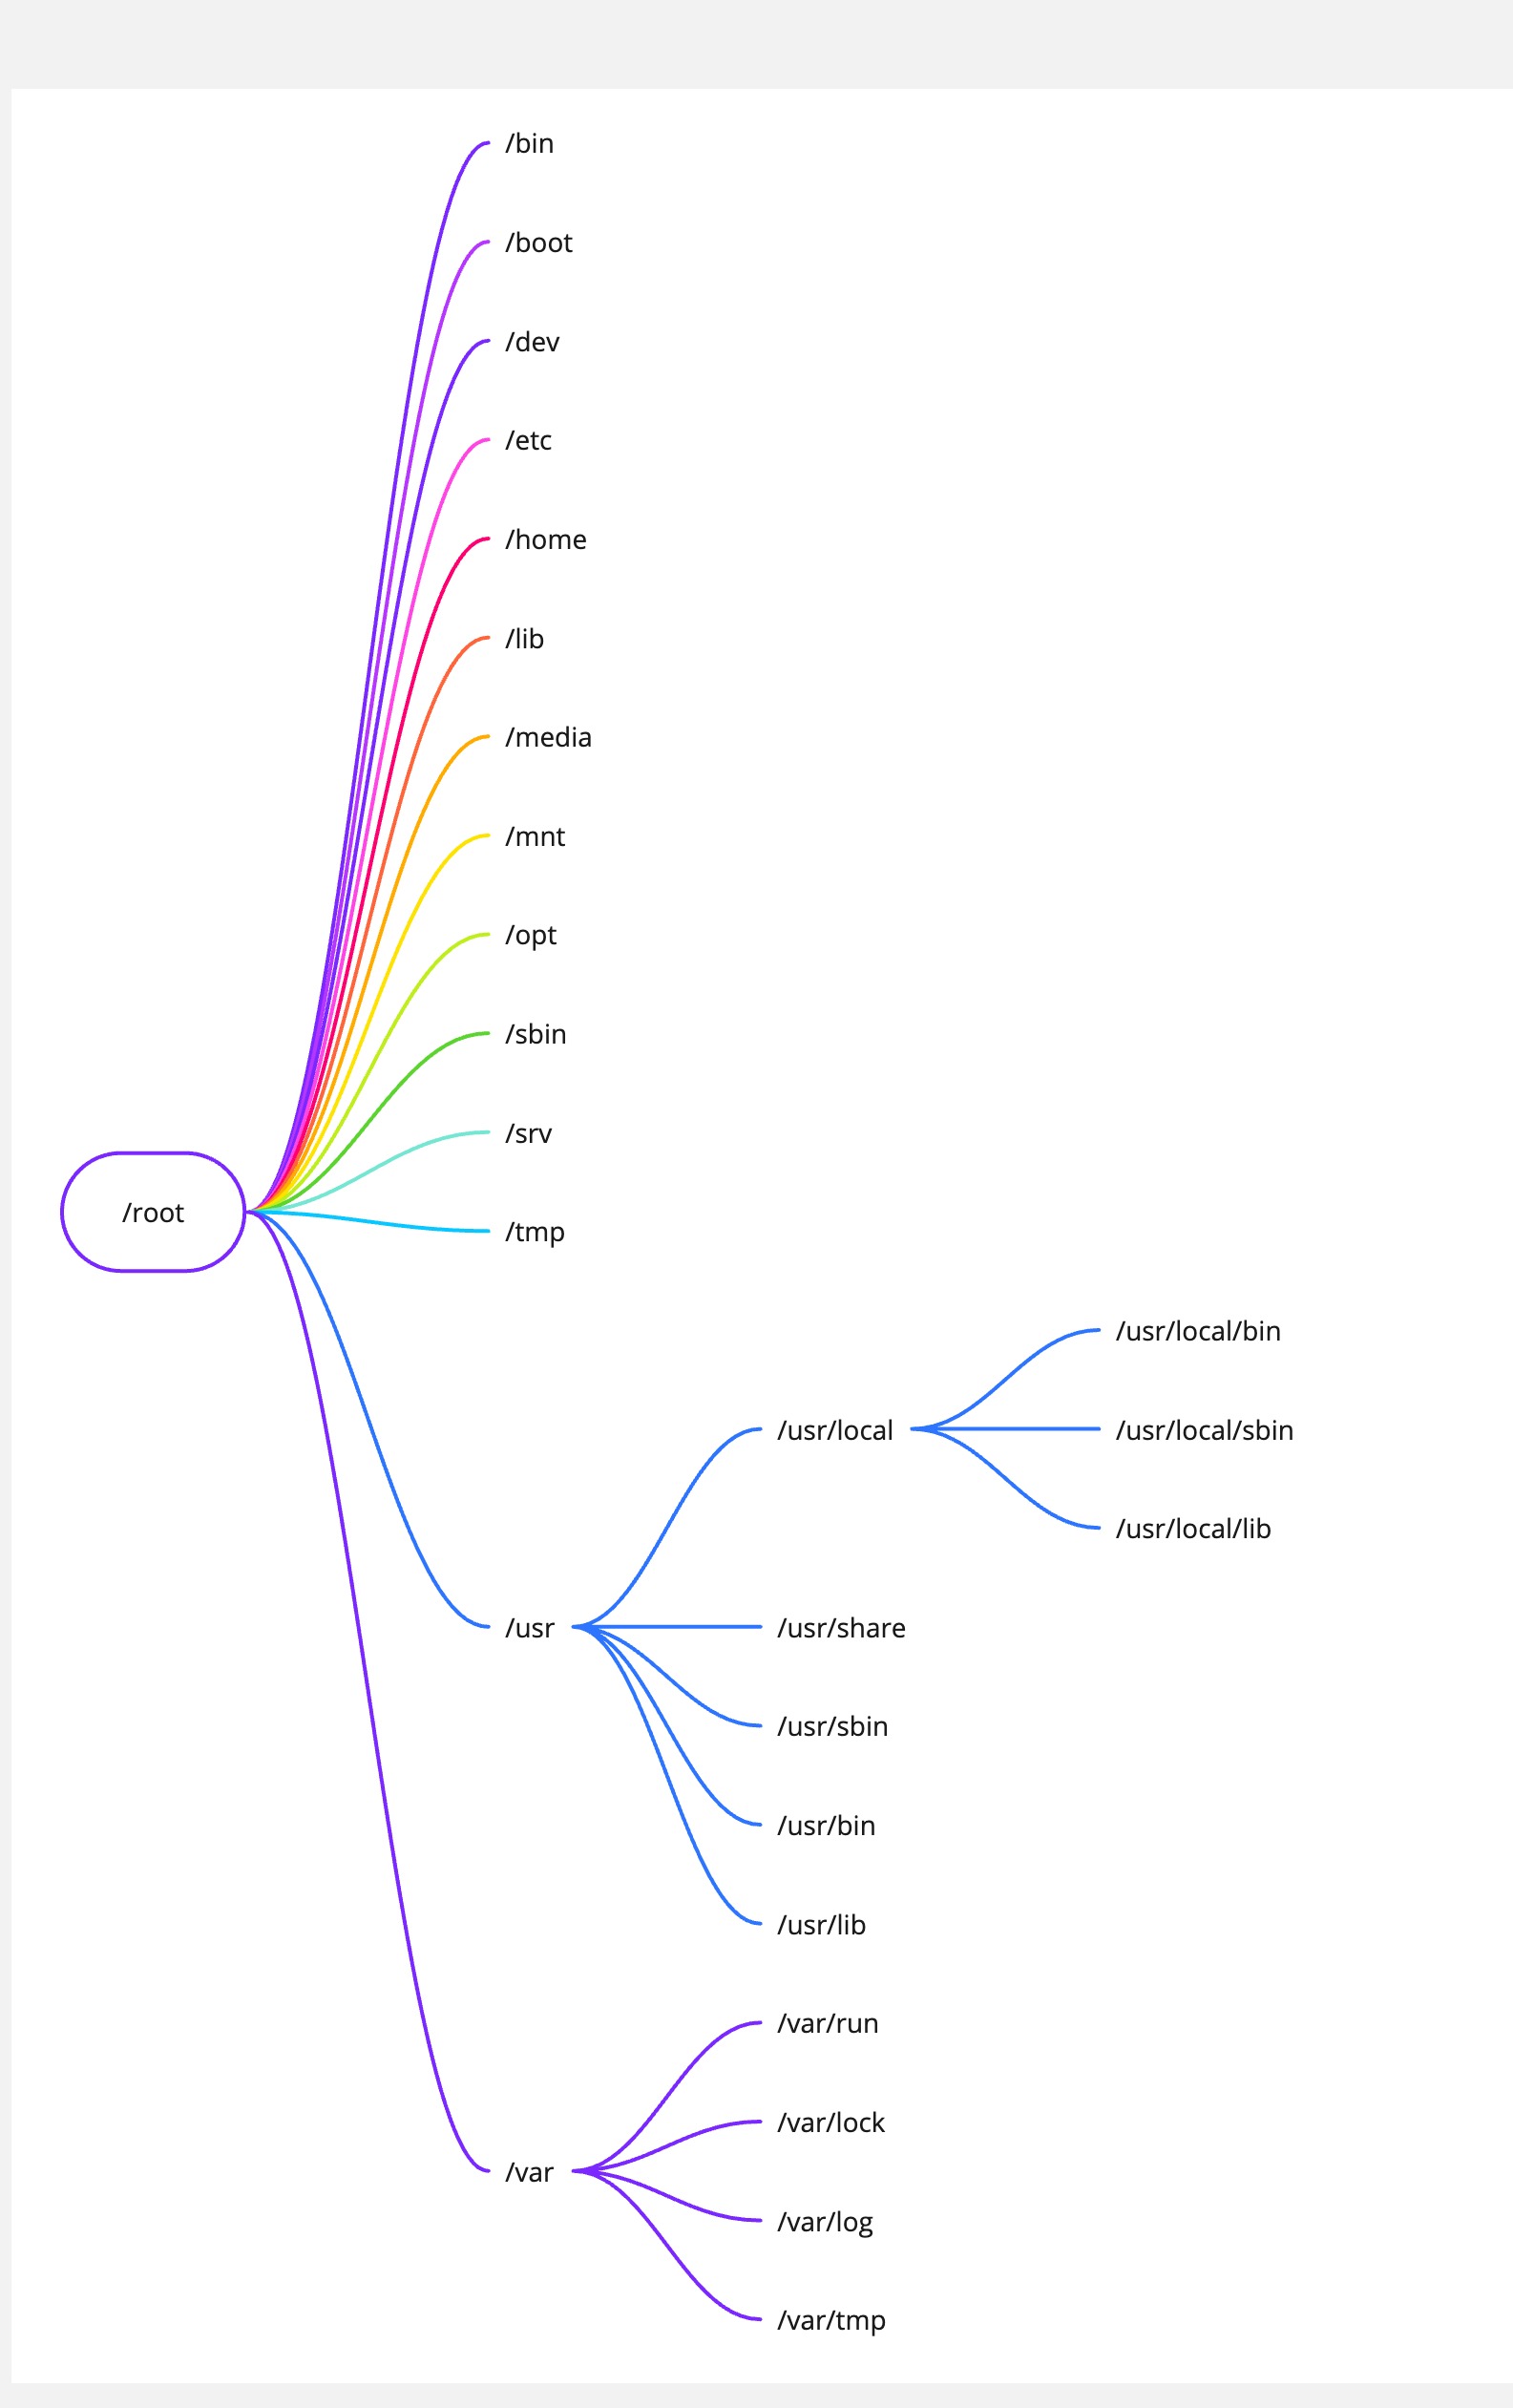 /bin
/boot
/dev
/etc
/home
/lib
/media
/mnt
/opt
/sbin
/srv
/root
/tmp
/usr/local/bin
/usr/local
/usr/local/sbin
/usr/local/lib
/usr
/usr/share
/usr/sbin
/usr/bin
/usr/lib
/var/run
/var/lock
/var
/var/log
/var/tmp